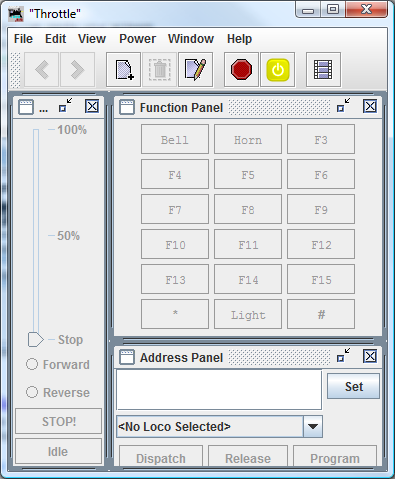 "Throttle"
File Edit View Power Window Help
...
100%
50%
Stop
Forward
Reverse
STOP!
Idle
Function Panel
Bell Horn F3
F4 F5 F6
F7 F8 F9
F10 F11 F12
F13 F14 F15
* Light #
Address Panel
Set
<No Loco Selected>
Dispatch Release Program